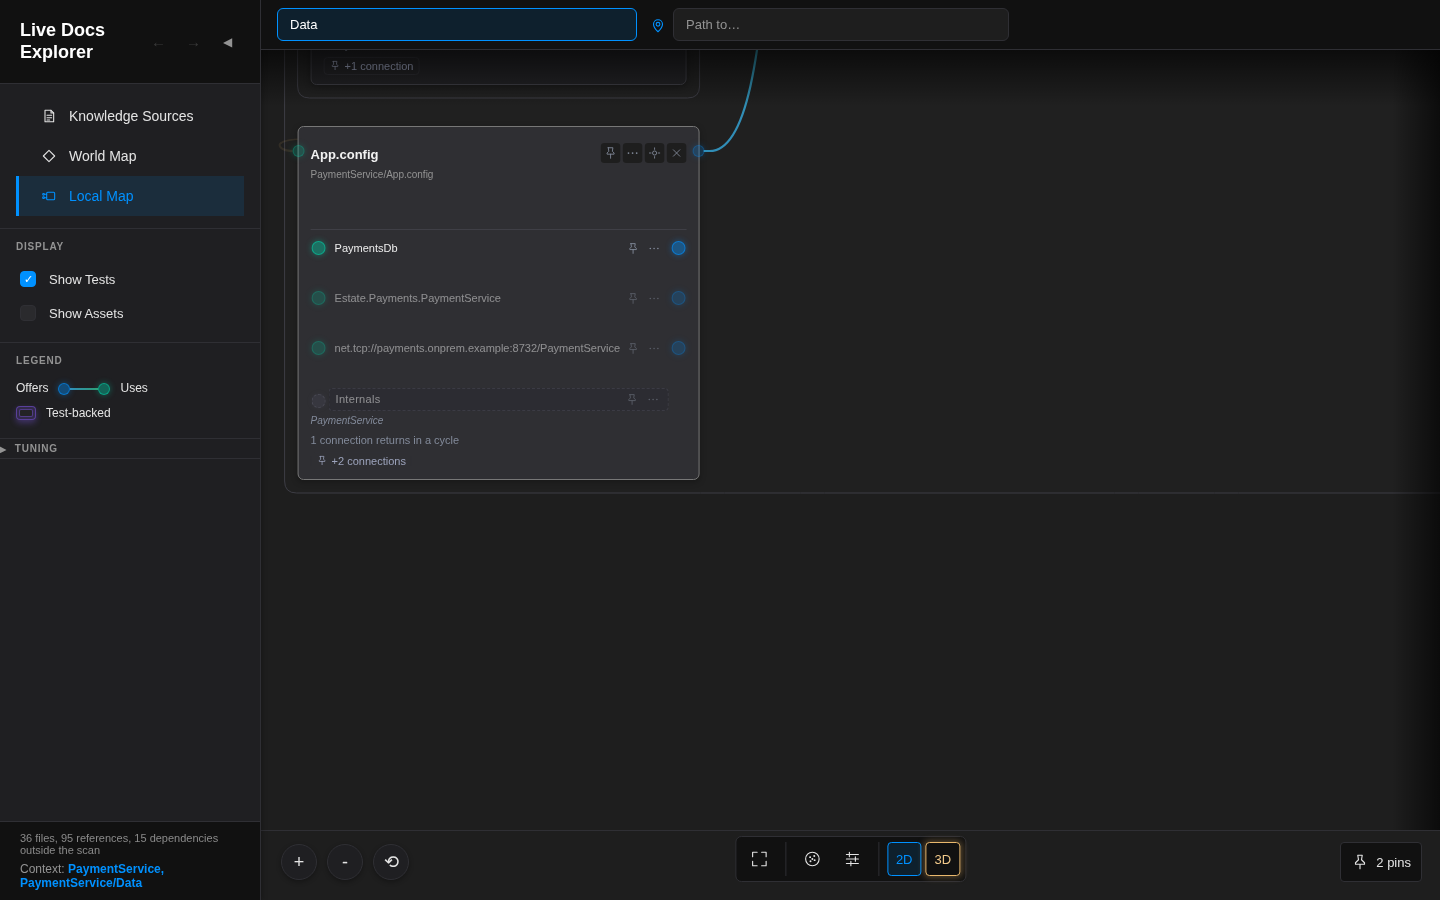 Live Docs
Explorer
Data
Path to…
+1 connection
Knowledge Sources
World Map
Local Map
DISPLAY
Show Tests
Show Assets
LEGEND
Offers
Uses
Test-backed
TUNING
App.config
PaymentService/App.config
PaymentsDb
Estate.Payments.PaymentService
net.tcp://payments.onprem.example:8732/PaymentService
Internals
PaymentService
1 connection returns in a cycle
+2 connections
36 files, 95 references, 15 dependencies
outside the scan
Context: PaymentService,
PaymentService/Data
+
-
2D
3D
2 pins